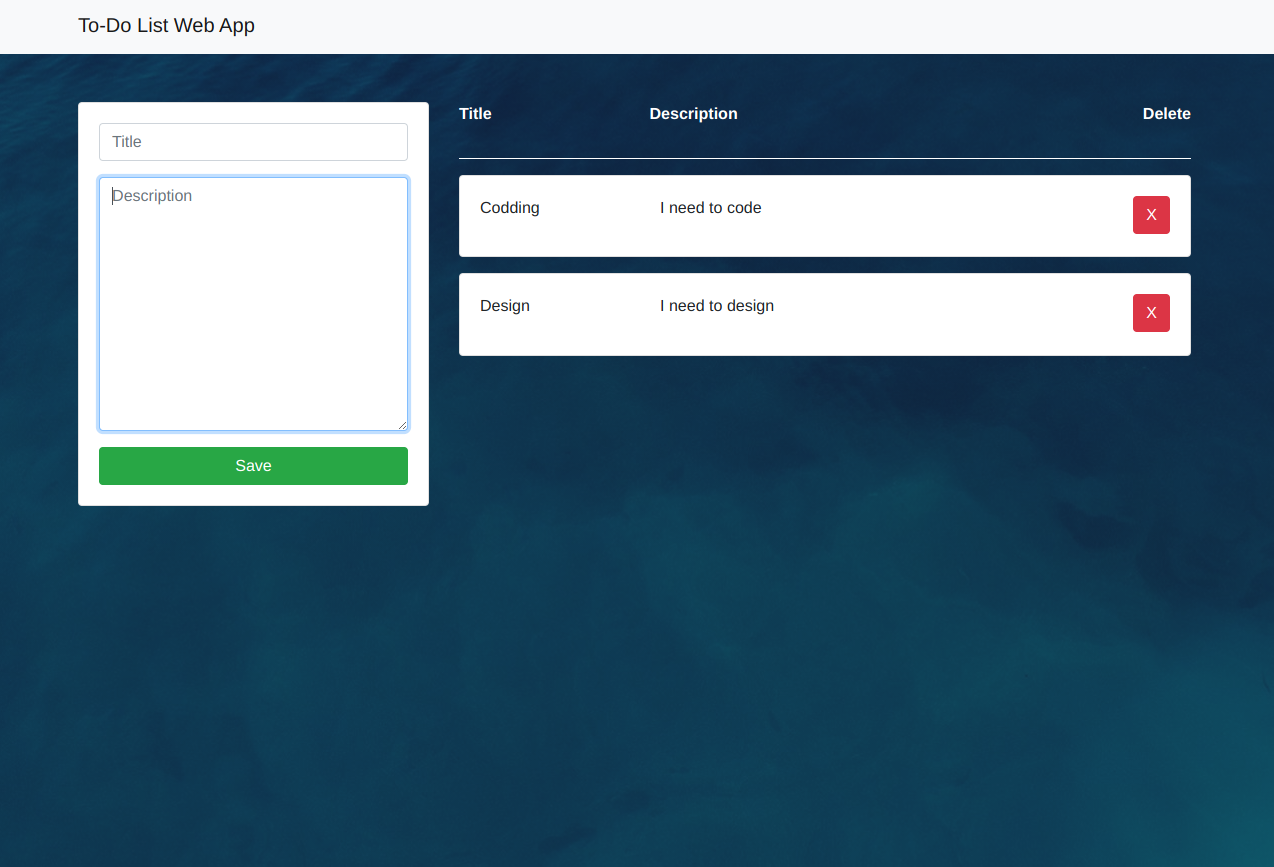 To-Do List Web App
Title
Description
Save
Title Description Delete
Codding I need to code X
Design I need to design X